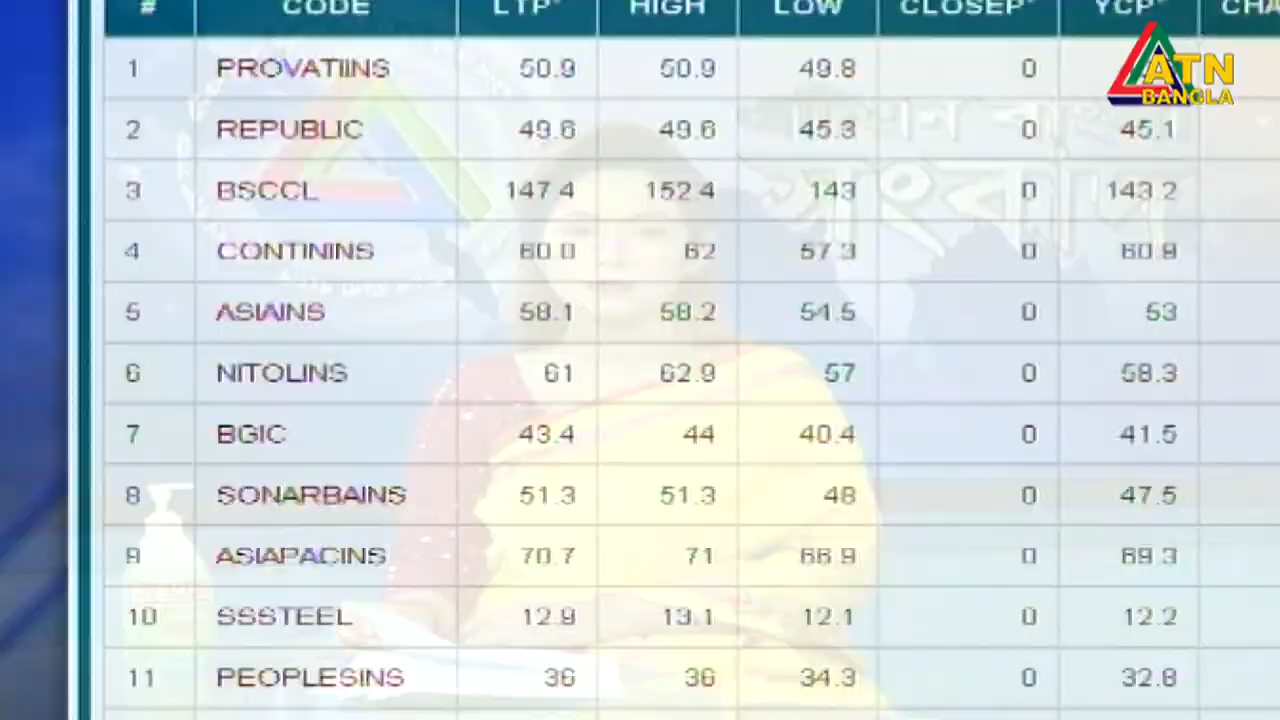 # CODE LTP* HIGH LOW CLOSEP* YCP* CHA
1 PROVATIINS 50.9 50.9 49.8 0
2 REPUBLIC 49.6 49.6 45.3 0 45.1
3 BSCCL 147.4 152.4 143 0 143.2
4 CONTININS 62 57.3 0 60.9
5 ASIAINS 58.1 58.2 54.5 0 53
6 NITOLINS 61 62.9 57 0 58.3
7 BGIC 43.4 44 40.4 0 41.5
8 SONARBAINS 51.3 51.3 48 0 47.5
9 ASIAPACINS 70.7 71 66.9 0 69.3
10 SSSTEEL 12.9 13.1 12.1 0 12.2
11 PEOPLESINS 36 36 34.3 0 32.8
ATN
BANGLA